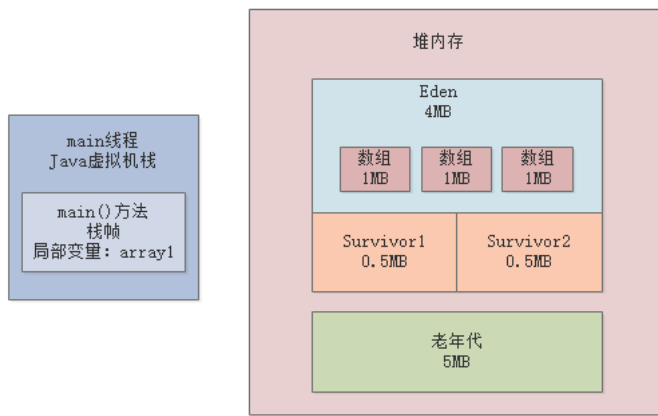 堆内存
Eden
4MB
数组
1MB
数组
1MB
数组
1MB
Survivor1
0.5MB
Survivor2
0.5MB
老年代
5MB
main线程
Java虚拟机栈
main()方法
栈帧
局部变量: array1